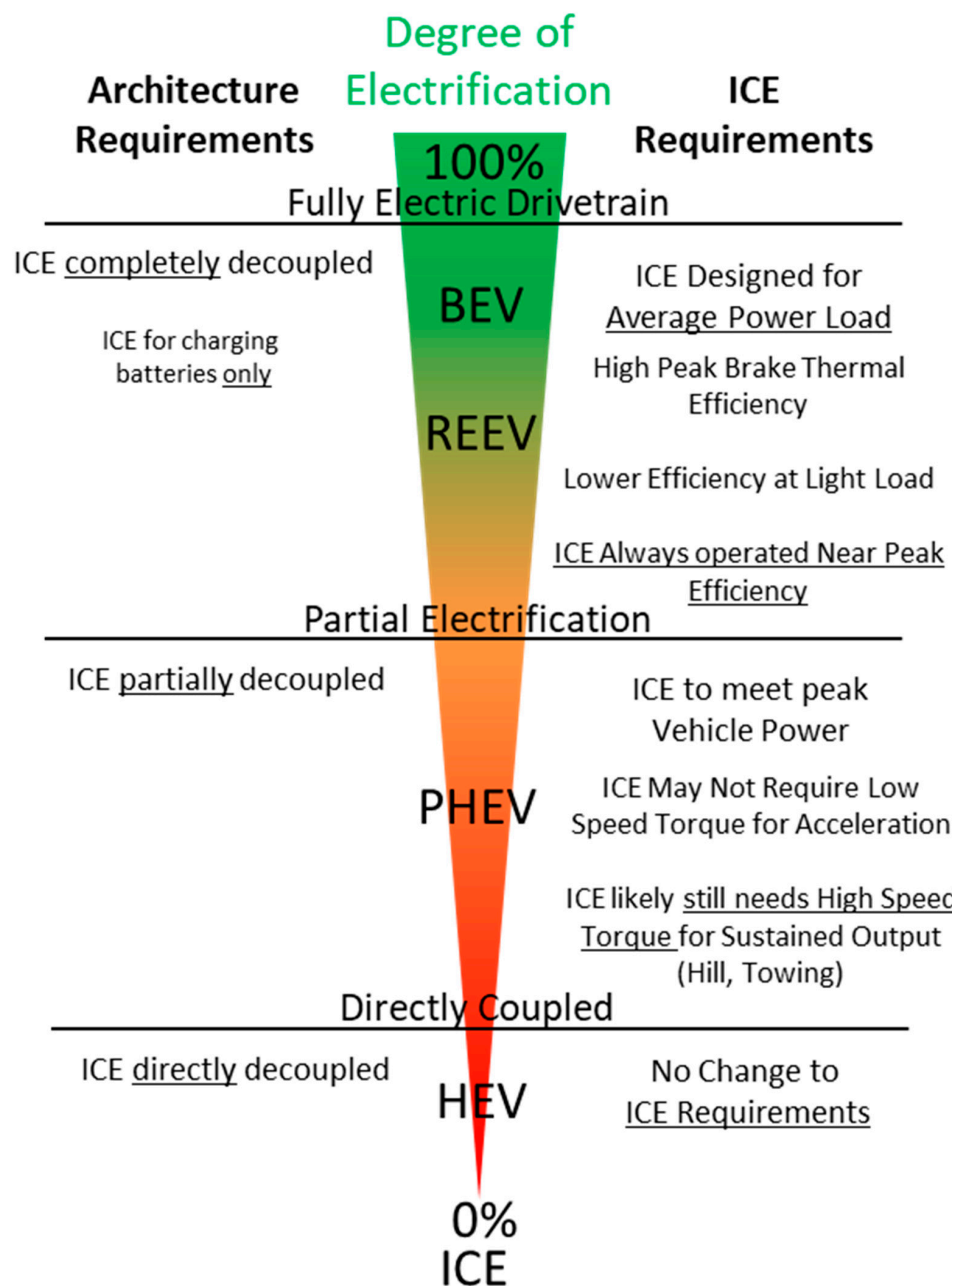 Degree of
Electrification
Architecture
Requirements
ICE
Requirements
100%
Fully Electric Drivetrain
ICE completely decoupled
ICE for charging
batteries only
BEV
REEV
ICE Designed for
Average Power Load
High Peak Brake Thermal
Efficiency
Lower Efficiency at Light Load
ICE Always operated Near Peak
Efficiency
Partial Electrification
ICE partially decoupled
PHEV
ICE to meet peak
Vehicle Power
ICE May Not Require Low
Speed Torque for Acceleration
ICE likely still needs High Speed
Torque for Sustained Output
(Hill, Towing)
Directly Coupled
ICE directly decoupled
HEV
No Change to
ICE Requirements
0%
ICE